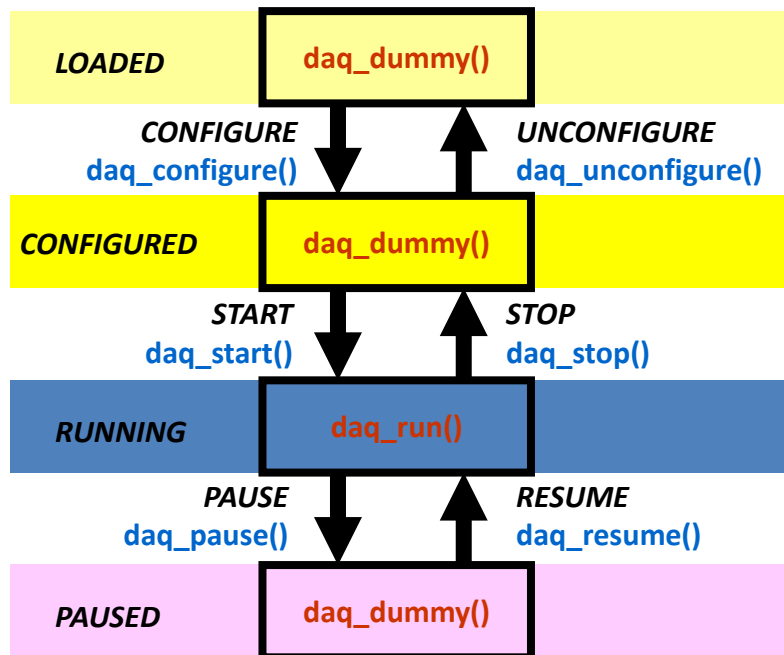 LOADED
daq_dummy()
CONFIGURE
daq_configure()
UNCONFIGURE
daq_unconfigure()
CONFIGURED
daq_dummy()
START
daq_start()
STOP
daq_stop()
RUNNING
daq_run()
PAUSE
daq_pause()
RESUME
daq_resume()
PAUSED
daq_dummy()